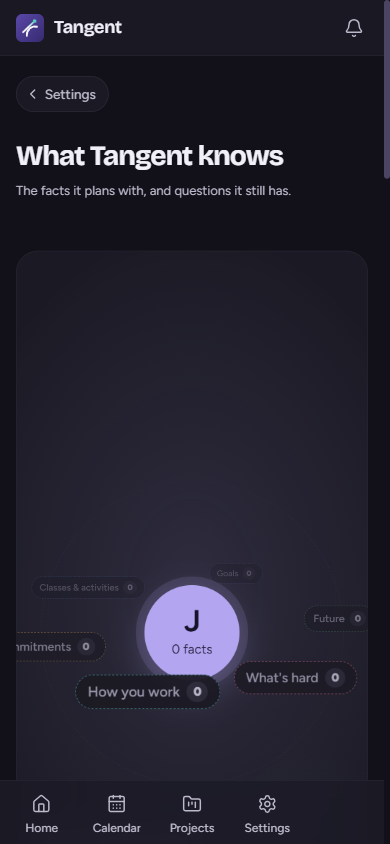 Tangent
Settings
What Tangent knows
The facts it plans with, and questions it still has.
Goals 0
Classes & activities 0
J
0 facts
Future 0
mmitments 0
What's hard 0
How you work 0
Home
Calendar
Projects
Settings